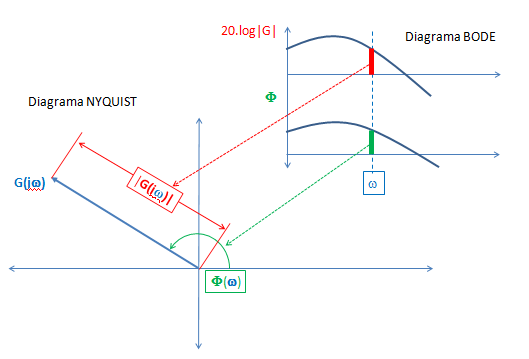 20.log|G|
Diagrama BODE
Φ
Diagrama NYQUIST
G(jω)
|G(jω)|
ω
Φ(ω)